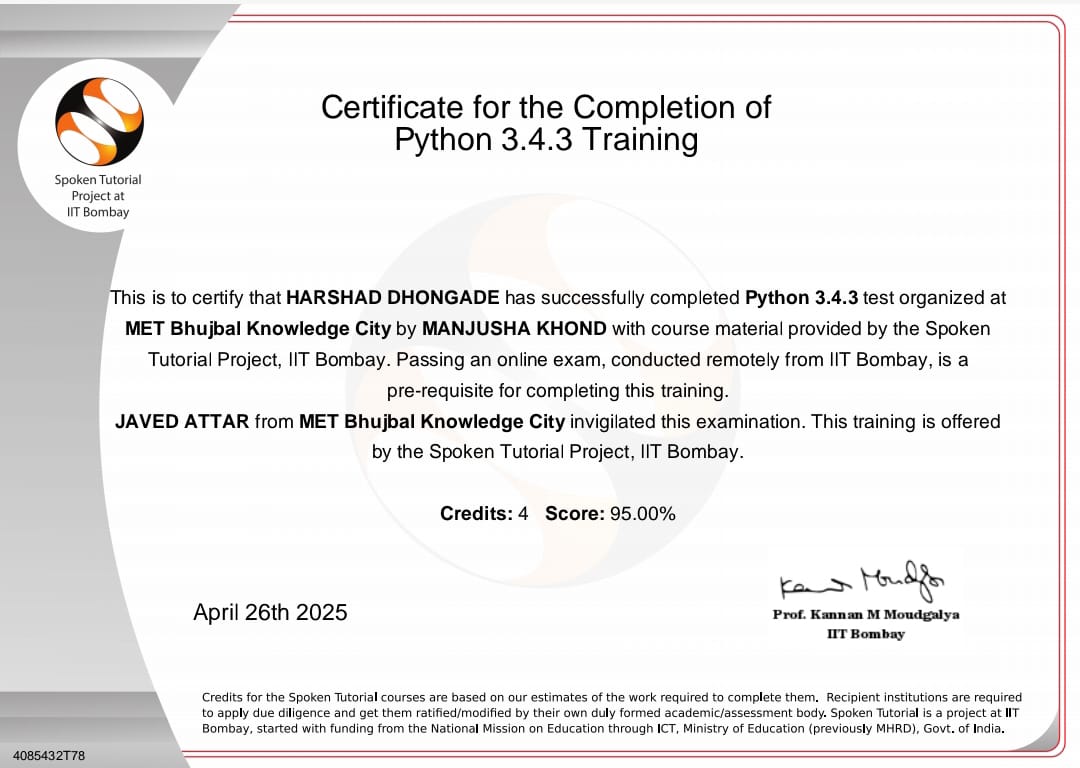 Spoken Tutorial
Project at
IIT Bombay
Certificate for the Completion of
Python 3.4.3 Training
This is to certify that HARSHAD DHONGADE has successfully completed Python 3.4.3 test organized at
MET Bhujbal Knowledge City by MANJUSHA KHOND with course material provided by the Spoken
Tutorial Project, IIT Bombay. Passing an online exam, conducted remotely from IIT Bombay, is a
pre-requisite for completing this training.
JAVED ATTAR from MET Bhujbal Knowledge City invigilated this examination. This training is offered
by the Spoken Tutorial Project, IIT Bombay.
Credits: 4 Score: 95.00%
April 26th 2025
Kannan Moudgalya
Prof. Kannan M Moudgalya
IIT Bombay
Credits for the Spoken Tutorial courses are based on our estimates of the work required to complete them. Recipient institutions are required
to apply due diligence and get them ratified/modified by their own duly formed academic/assessment body. Spoken Tutorial is a project at IIT
Bombay, started with funding from the National Mission on Education through ICT, Ministry of Education (previously MHRD), Govt. of India.
4085432T78